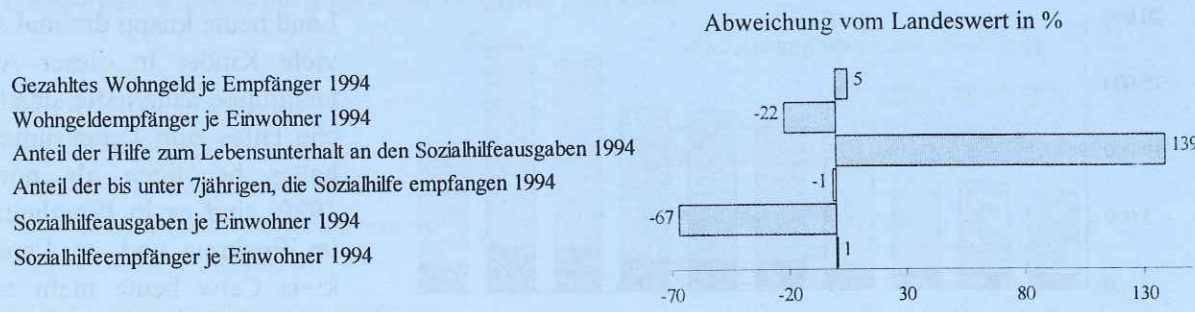 Abweichung vom Landeswert in %
Gezahltes Wohngeld je Empfänger 1994 5
Wohngeldempfänger je Einwohner 1994 -22
Anteil der Hilfe zum Lebensunterhalt an den Sozialhilfeausgaben 1994 139
Anteil der bis unter 7jährigen, die Sozialhilfe empfangen 1994 -1
Sozialhilfeausgaben je Einwohner 1994 -67
Sozialhilfeempfänger je Einwohner 1994 1
-70 -20 30 80 130